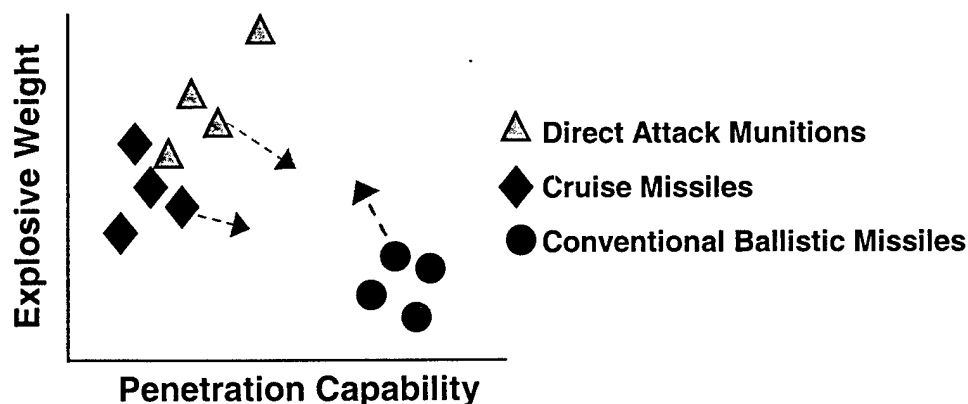 Explosive Weight
Direct Attack Munitions
Cruise Missiles
Conventional Ballistic Missiles
Penetration Capability